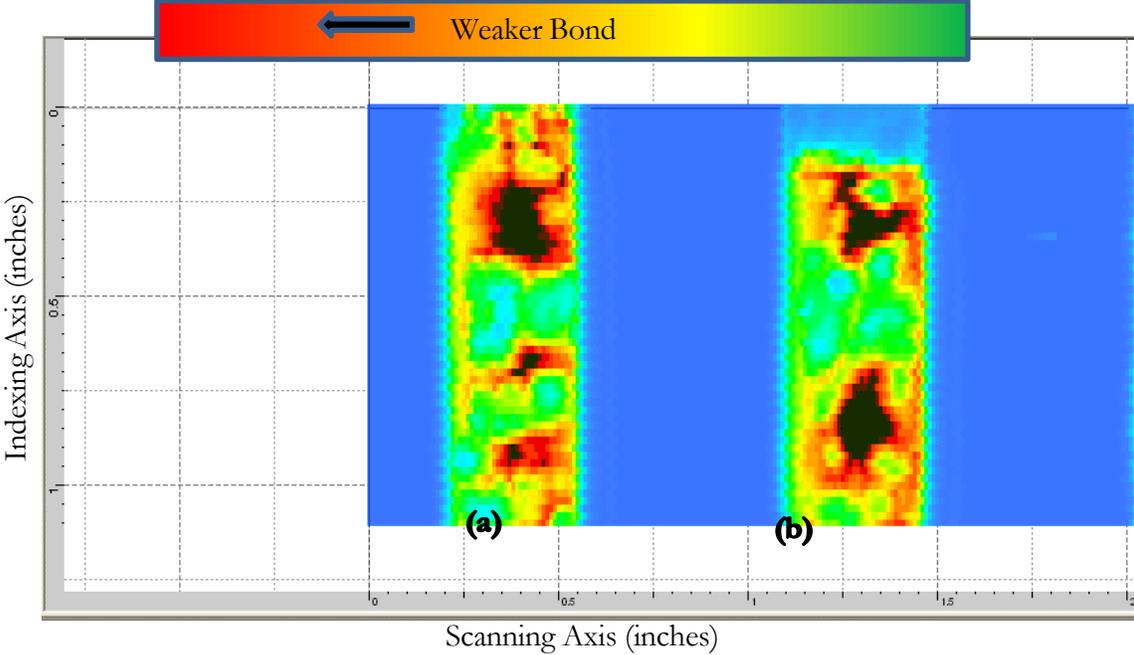 Weaker Bond
Indexing Axis (inches)
0
0.5
1
(a)
(b)
0
0.5
1
1.5
2
Scanning Axis (inches)